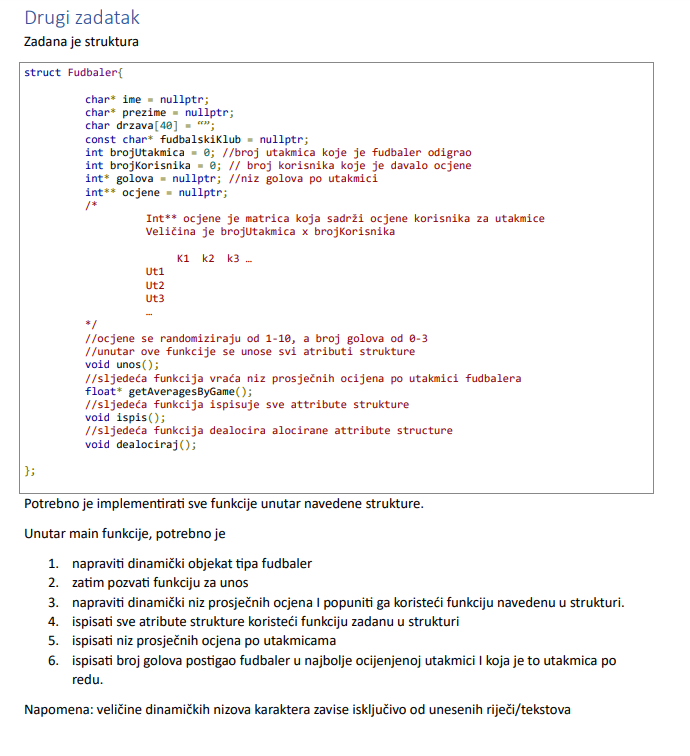 Drugi zadatak
Zadana je struktura
struct Fudbaler{
char* ime = nullptr;
char* prezime = nullptr;
char drzava[40] = “”;
const char* fudbalskiKlub = nullptr;
int brojUtakmica = 0; //broj utakmica koje je fudbaler odigrao
int brojKorisnika = 0; // broj korisnika koje je davalo ocjene
int* golova = nullptr; //niz golova po utakmici
int** ocjene = nullptr;
/*
Int** ocjene je matrica koja sadrži ocjene korisnika za utakmice
Veličina je brojUtakmica x brojKorisnika
K1 k2 k3 …
Ut1
Ut2
Ut3
…
*/
//ocjene se randomiziraju od 1-10, a broj golova od 0-3
//unutar ove funkcije se unose svi atributi strukture
void unos();
//sljedeća funkcija vraća niz prosječnih ocijena po utakmici fudbalera
float* getAveragesByGame();
//sljedeća funkcija ispisuje sve attribute strukture
void ispis();
//sljedeća funkcija dealocira alocirane attribute structure
void dealociraj();
};
Potrebno je implementirati sve funkcije unutar navedene strukture.
Unutar main funkcije, potrebno je
1. napraviti dinamički objekat tipa fudbaler
2. zatim pozvati funkciju za unos
3. napraviti dinamički niz prosječnih ocjena I popuniti ga koristeći funkciju navedenu u strukturi.
4. ispisati sve atribute strukture koristeći funkciju zadanu u strukturi
5. ispisati niz prosječnih ocjena po utakmicama
6. ispisati broj golova postigao fudbaler u najbolje ocijenjenoj utakmici I koja je to utakmica po
redu.
Napomena: veličine dinamičkih nizova karaktera zavise isključivo od unesenih riječi/tekstova